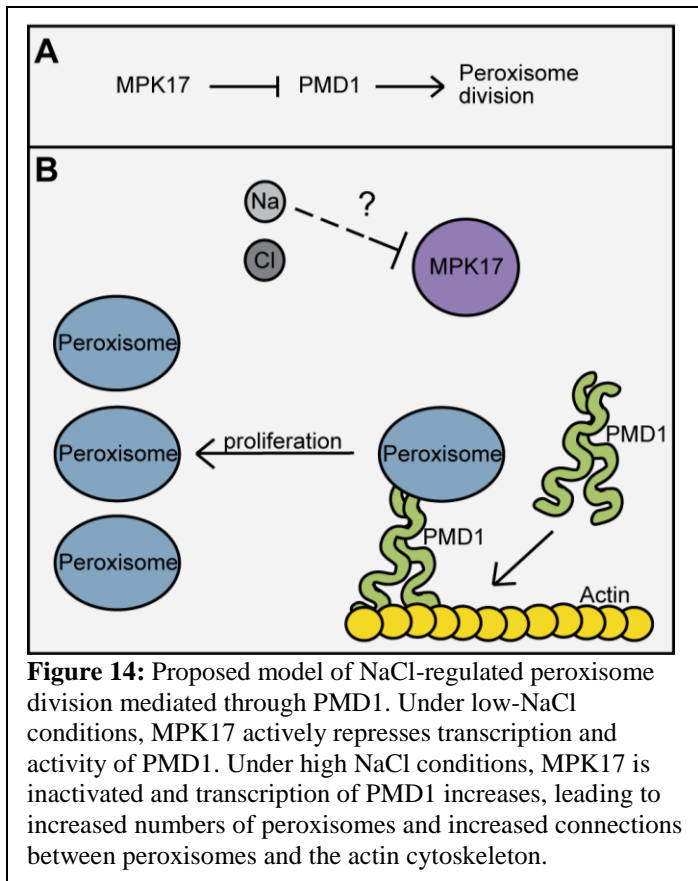 A
MPK17 PMD1 Peroxisome
division
B
Na ?
Cl MPK17
Peroxisome
Peroxisome proliferation Peroxisome PMD1
PMD1
Peroxisome
Actin
Figure 14: Proposed model of NaCl-regulated peroxisome
division mediated through PMD1. Under low-NaCl
conditions, MPK17 actively represses transcription and
activity of PMD1. Under high NaCl conditions, MPK17 is
inactivated and transcription of PMD1 increases, leading to
increased numbers of peroxisomes and increased connections
between peroxisomes and the actin cytoskeleton.